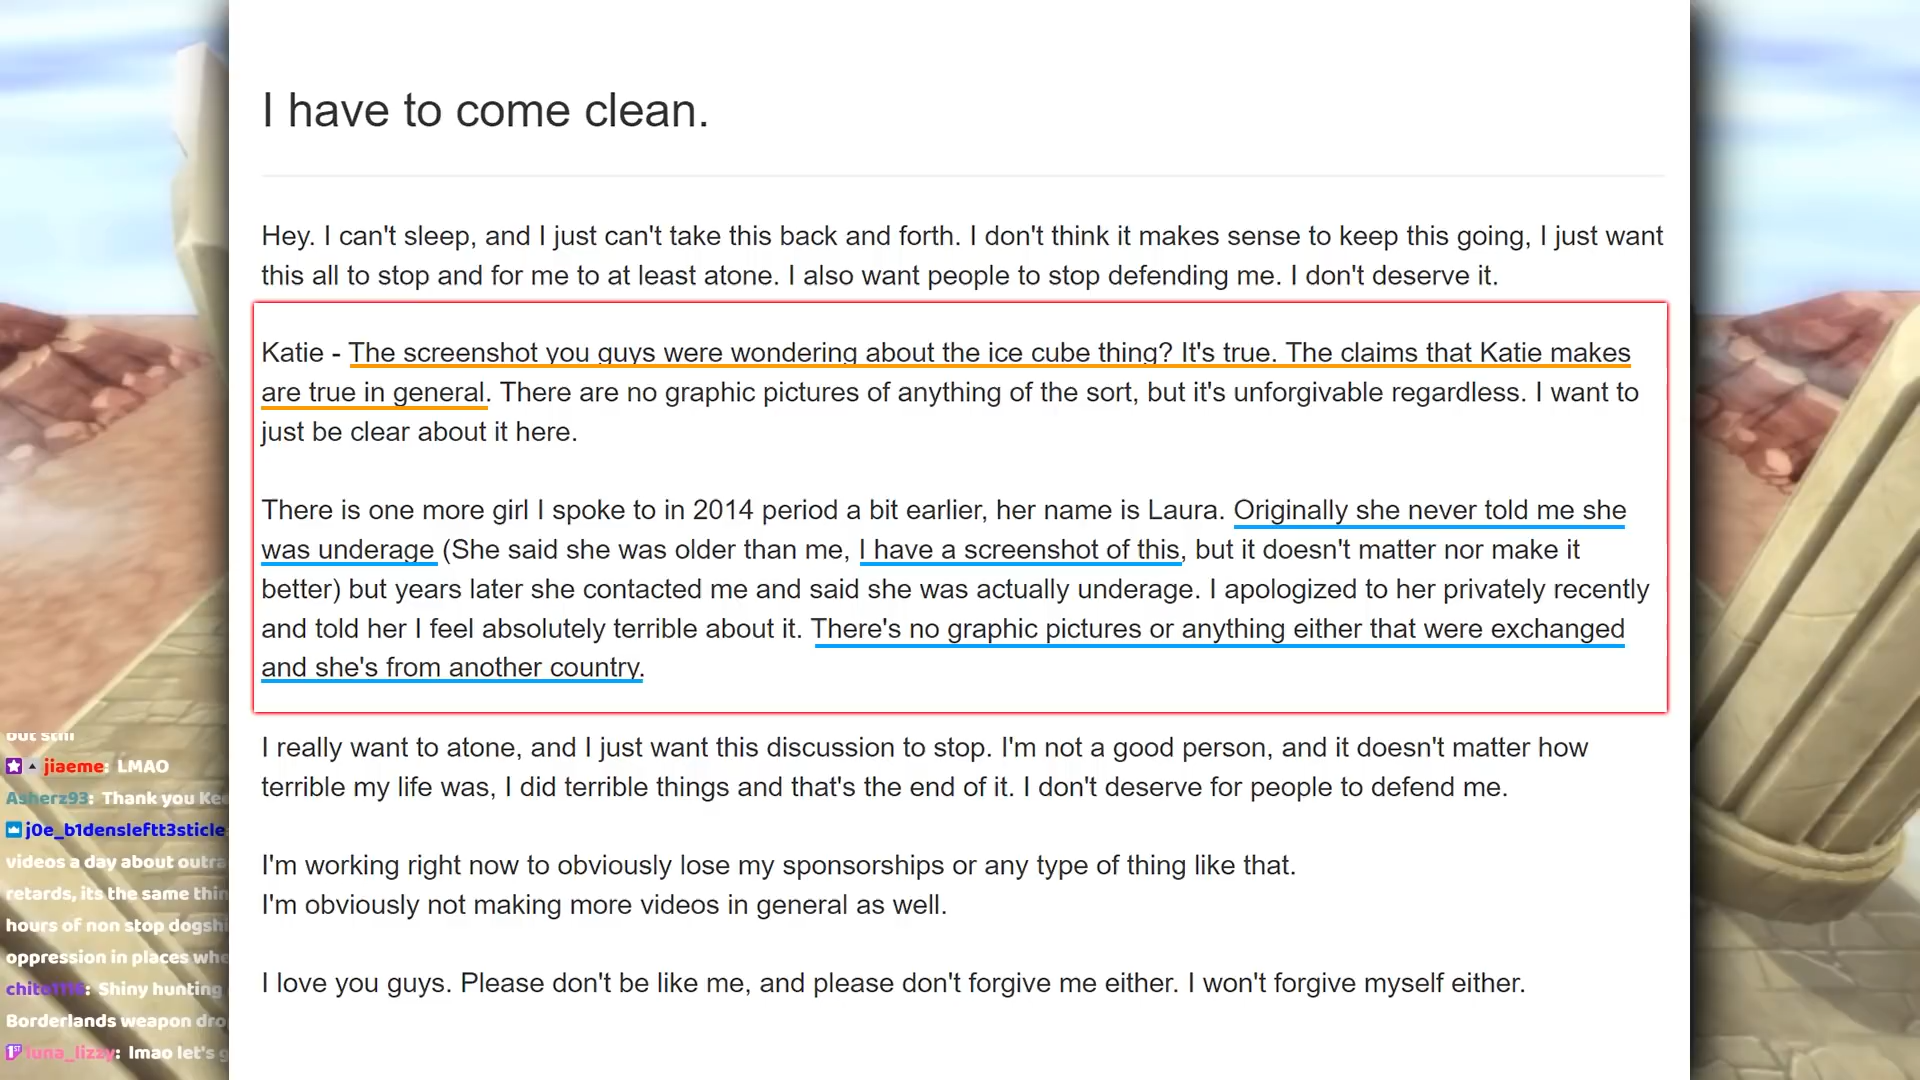 I have to come clean.
Hey. I can't sleep, and I just can't take this back and forth. I don't think it makes sense to keep this going, I just want
this all to stop and for me to at least atone. I also want people to stop defending me. I don't deserve it.
Katie - The screenshot you guys were wondering about the ice cube thing? It's true. The claims that Katie makes
are true in general. There are no graphic pictures of anything of the sort, but it's unforgivable regardless. I want to
just be clear about it here.
There is one more girl I spoke to in 2014 period a bit earlier, her name is Laura. Originally she never told me she
was underage (She said she was older than me, I have a screenshot of this, but it doesn't matter nor make it
better) but years later she contacted me and said she was actually underage. I apologized to her privately recently
and told her I feel absolutely terrible about it. There's no graphic pictures or anything either that were exchanged
and she's from another country.
I really want to atone, and I just want this discussion to stop. I'm not a good person, and it doesn't matter how
terrible my life was, I did terrible things and that's the end of it. I don't deserve for people to defend me.
I'm working right now to obviously lose my sponsorships or any type of thing like that.
I'm obviously not making more videos in general as well.
I love you guys. Please don't be like me, and please don't forgive me either. I won't forgive myself either.
but still
jiaeme: LMAO
Asherz93: Thank you
j0e_b1densleftt3sticle
videos a day about
retards, its the same
hours of non stop
oppression in places
chito1116: Shiny hunting
Borderlands weapon
1ST luna_lizzy: lmao let's